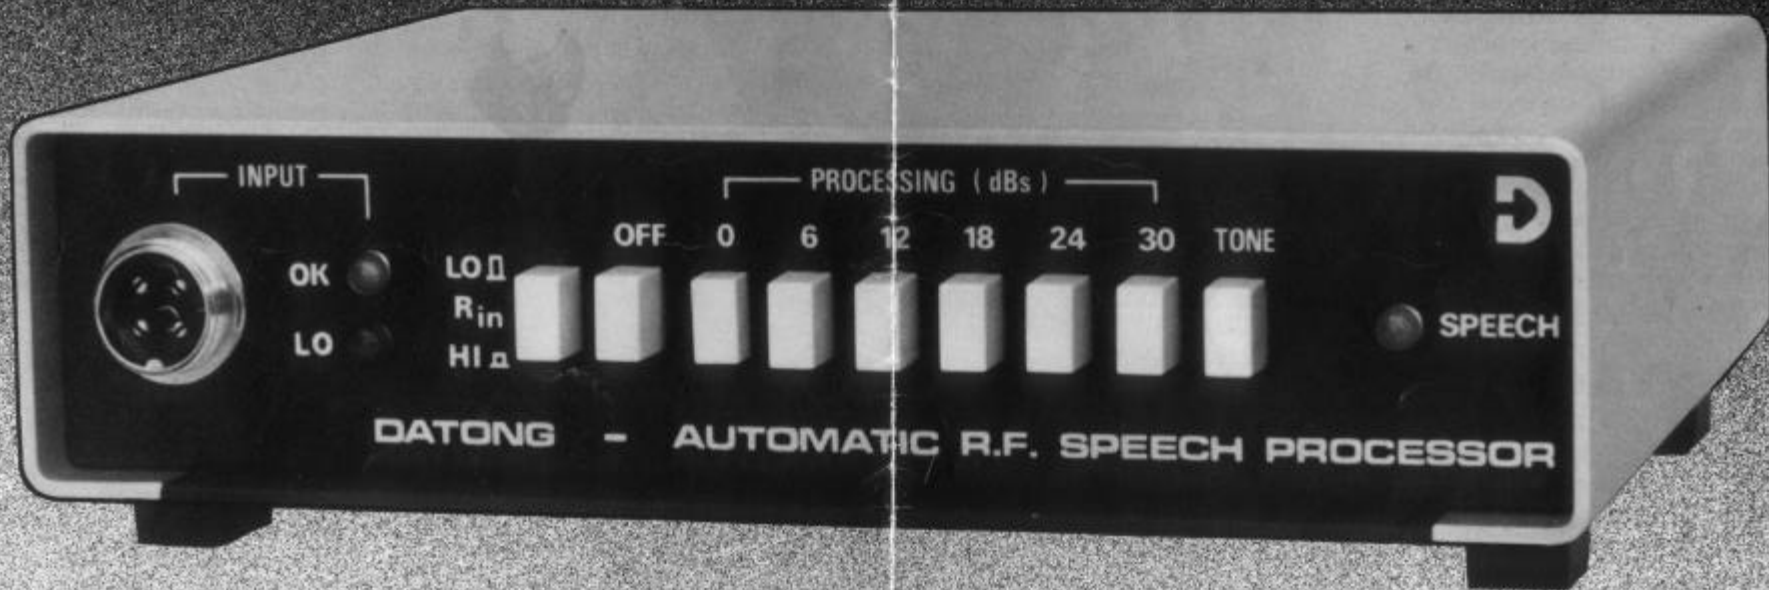 INPUT
PROCESSING (dBs)
OFF 0 6 12 18 24 30 TONE
OK
LO
LO
Rin
HI
SPEECH
DATONG - AUTOMATIC R.F. SPEECH PROCESSOR